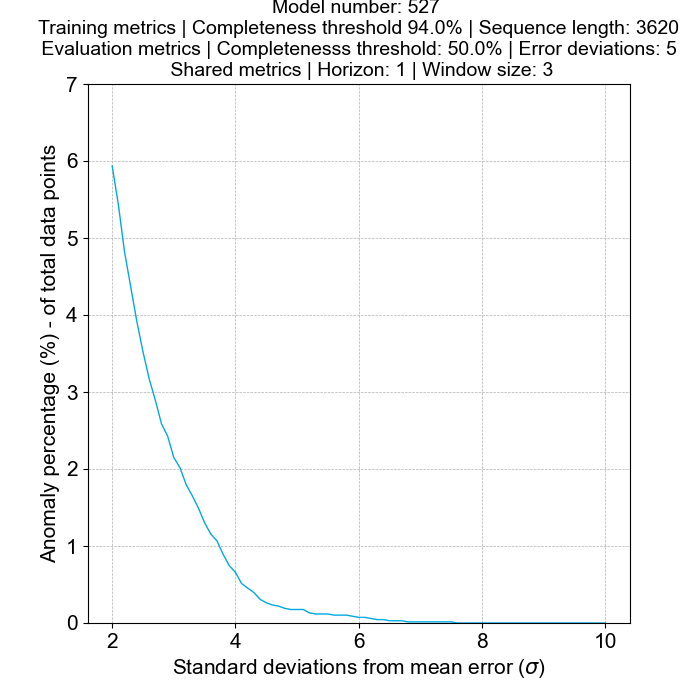 Model number: 527
Training metrics | Completeness threshold 94.0% | Sequence length: 3620
Evaluation metrics | Completenesss threshold: 50.0% | Error deviations: 5
Shared metrics | Horizon: 1 | Window size: 3
7
6
5
4
3
2
1
0
Anomaly percentage (%) - of total data points
2 4 6 8 10
Standard deviations from mean error (σ)